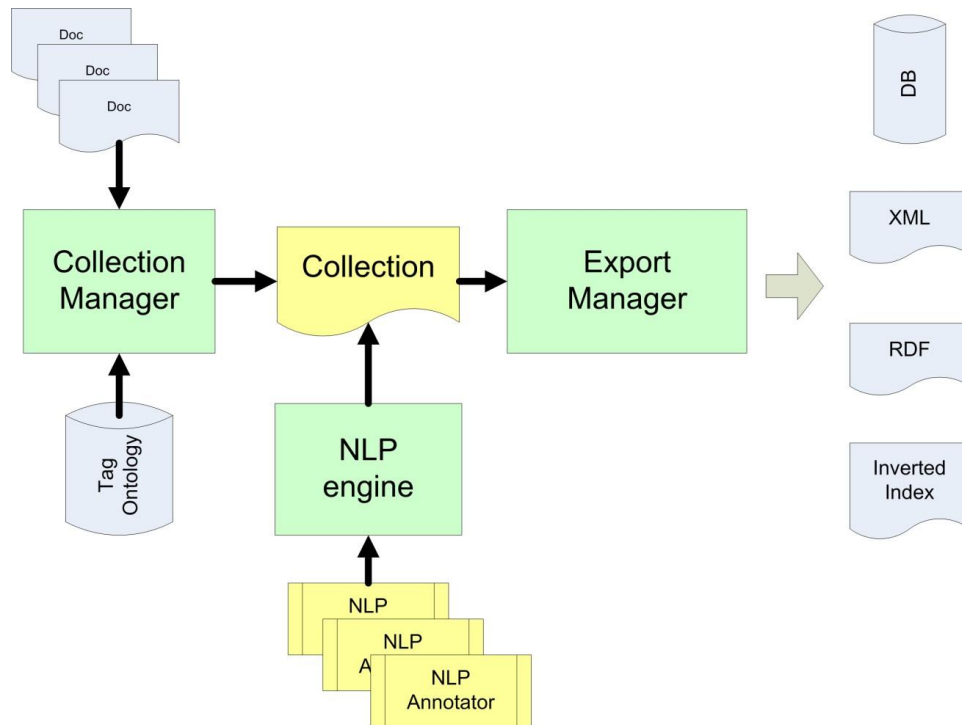 Doc
Doc
Doc
DB
XML
RDF
Inverted
Index
Collection
Manager
Collection
Export
Manager
Tag
Ontology
NLP
engine
NLP
NLP
A
NLP
Annotator